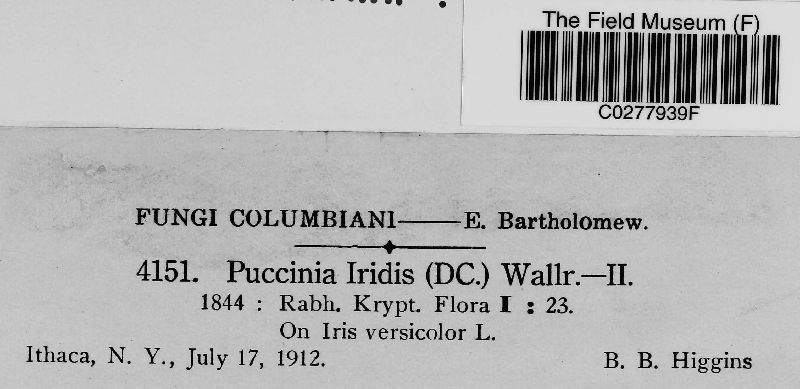 The Field Museum (F)
C0277939F
FUNGI COLUMBIANI——E. Bartholomew.
4151. Puccinia Iridis (DC.) Wallr.—II.
1844 : Rabh. Krypt. Flora I : 23.
On Iris versicolor L.
Ithaca, N. Y., July 17, 1912. B. B. Higgins